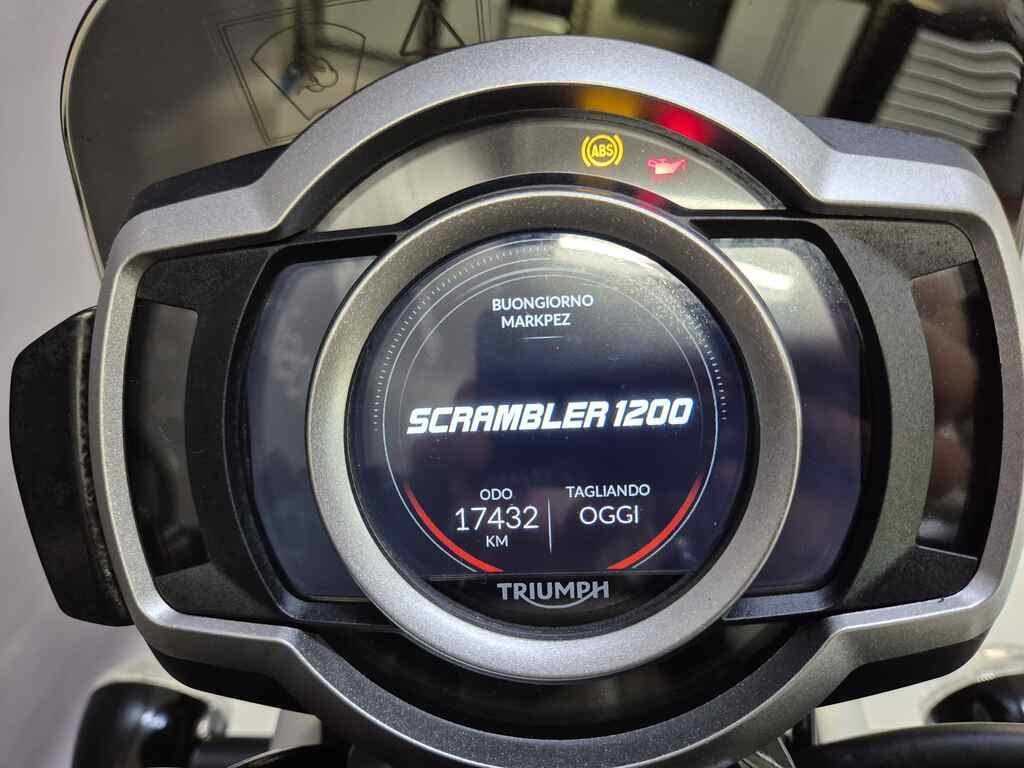 ABS
BUONGIORNO
MARKPEZ
SCRAMBLER 1200
ODO
17432
KM
TAGLIANDO
OGGI
TRIUMPH